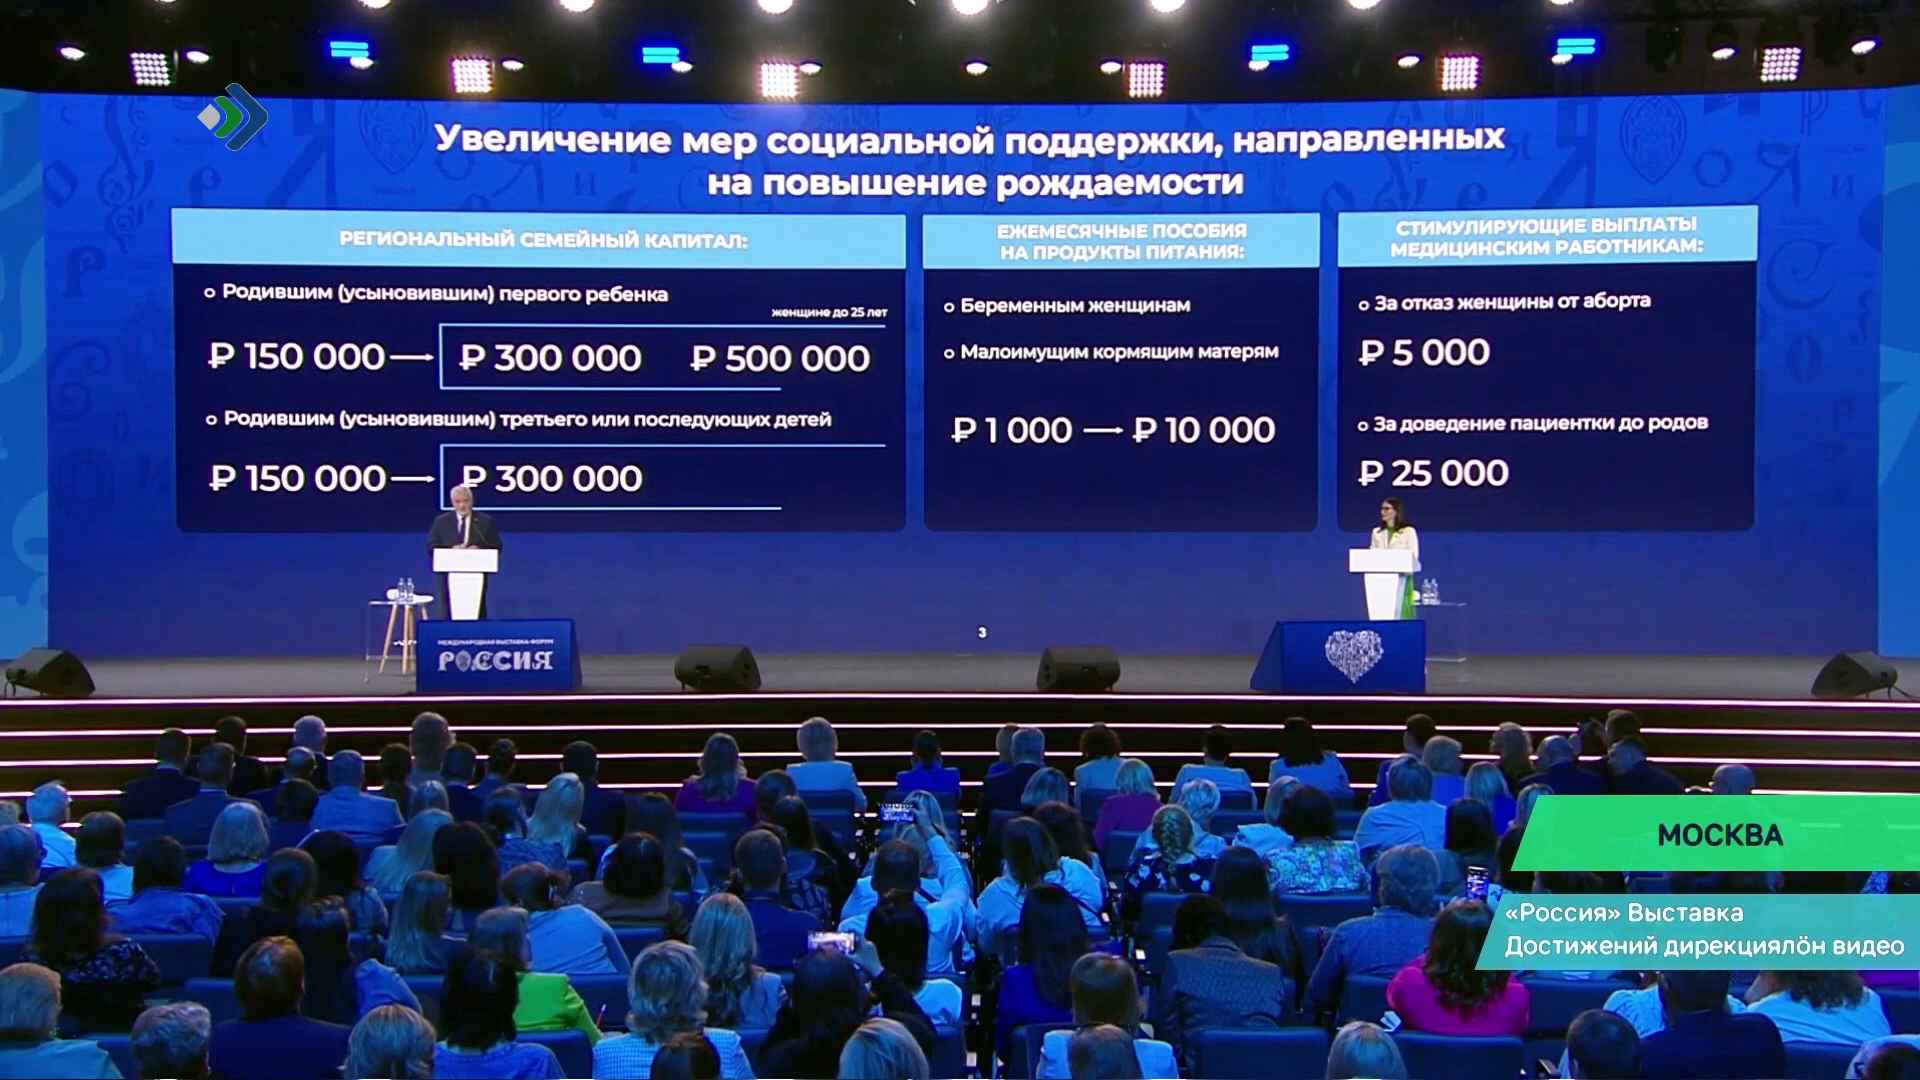 Увеличение мер социальной поддержки, направленных
на повышение рождаемости
РЕГИОНАЛЬНЫЙ СЕМЕЙНЫЙ КАПИТАЛ:
Родившим (усыновившим) первого ребенка
женщине до 25 лет
₽ 150 000 → ₽ 300 000 ₽ 500 000
Родившим (усыновившим) третьего или последующих детей
₽ 150 000 → ₽ 300 000
ЕЖЕМЕСЯЧНЫЕ ПОСОБИЯ
НА ПРОДУКТЫ ПИТАНИЯ:
Беременным женщинам
Малоимущим кормящим матерям
₽ 1 000 → ₽ 10 000
СТИМУЛИРУЮЩИЕ ВЫПЛАТЫ
МЕДИЦИНСКИМ РАБОТНИКАМ:
За отказ женщины от аборта
₽ 5 000
За доведение пациентки до родов
₽ 25 000
3
МЕЖДУНАРОДНАЯ ВЫСТАВКА-ФОРУМ
РОССИЯ
МОСКВА
«Россия» Выставка
Достижений дирекциялӧн видео